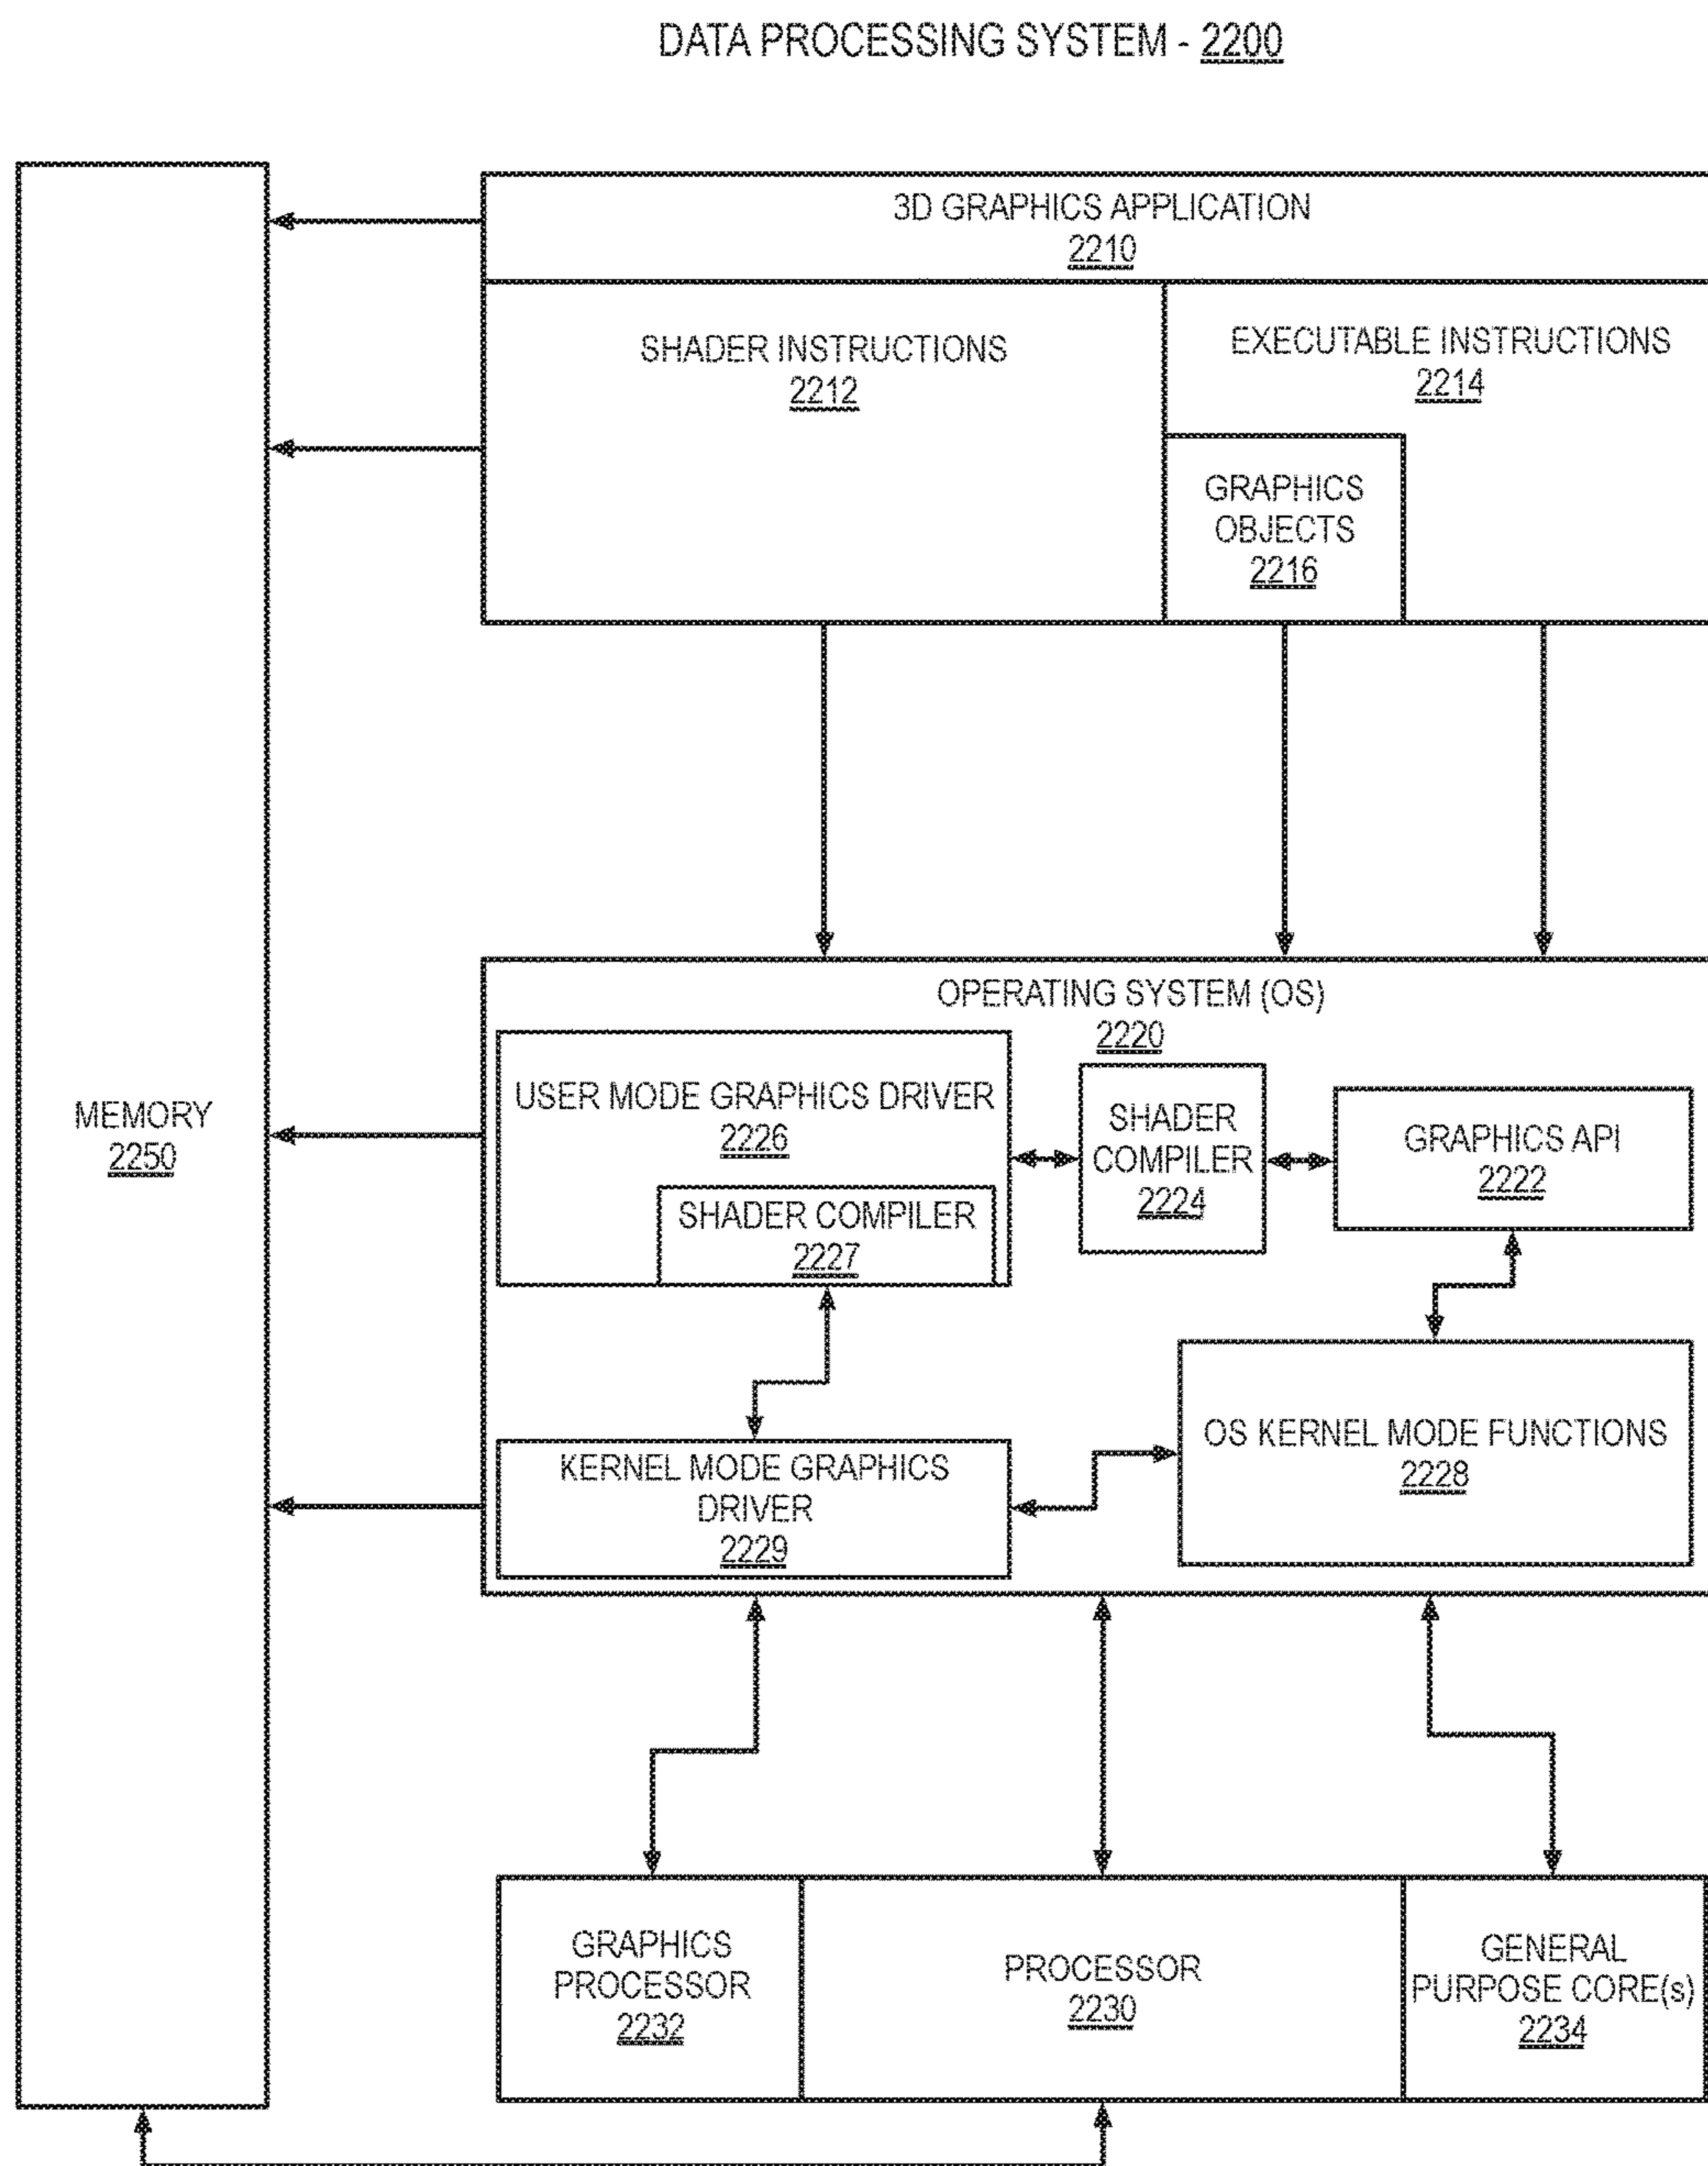 DATA PROCESSING SYSTEM - 2200
3D GRAPHICS APPLICATION
2210
SHADER INSTRUCTIONS
2212
EXECUTABLE INSTRUCTIONS
2214
GRAPHICS
OBJECTS
2216
MEMORY
2250
OPERATING SYSTEM (OS)
2220
USER MODE GRAPHICS DRIVER
2226
SHADER COMPILER
2227
SHADER
COMPILER
2224
GRAPHICS API
2222
KERNEL MODE GRAPHICS
DRIVER
2229
OS KERNEL MODE FUNCTIONS
2228
GRAPHICS
PROCESSOR
2232
PROCESSOR
2230
GENERAL
PURPOSE CORE(s)
2234